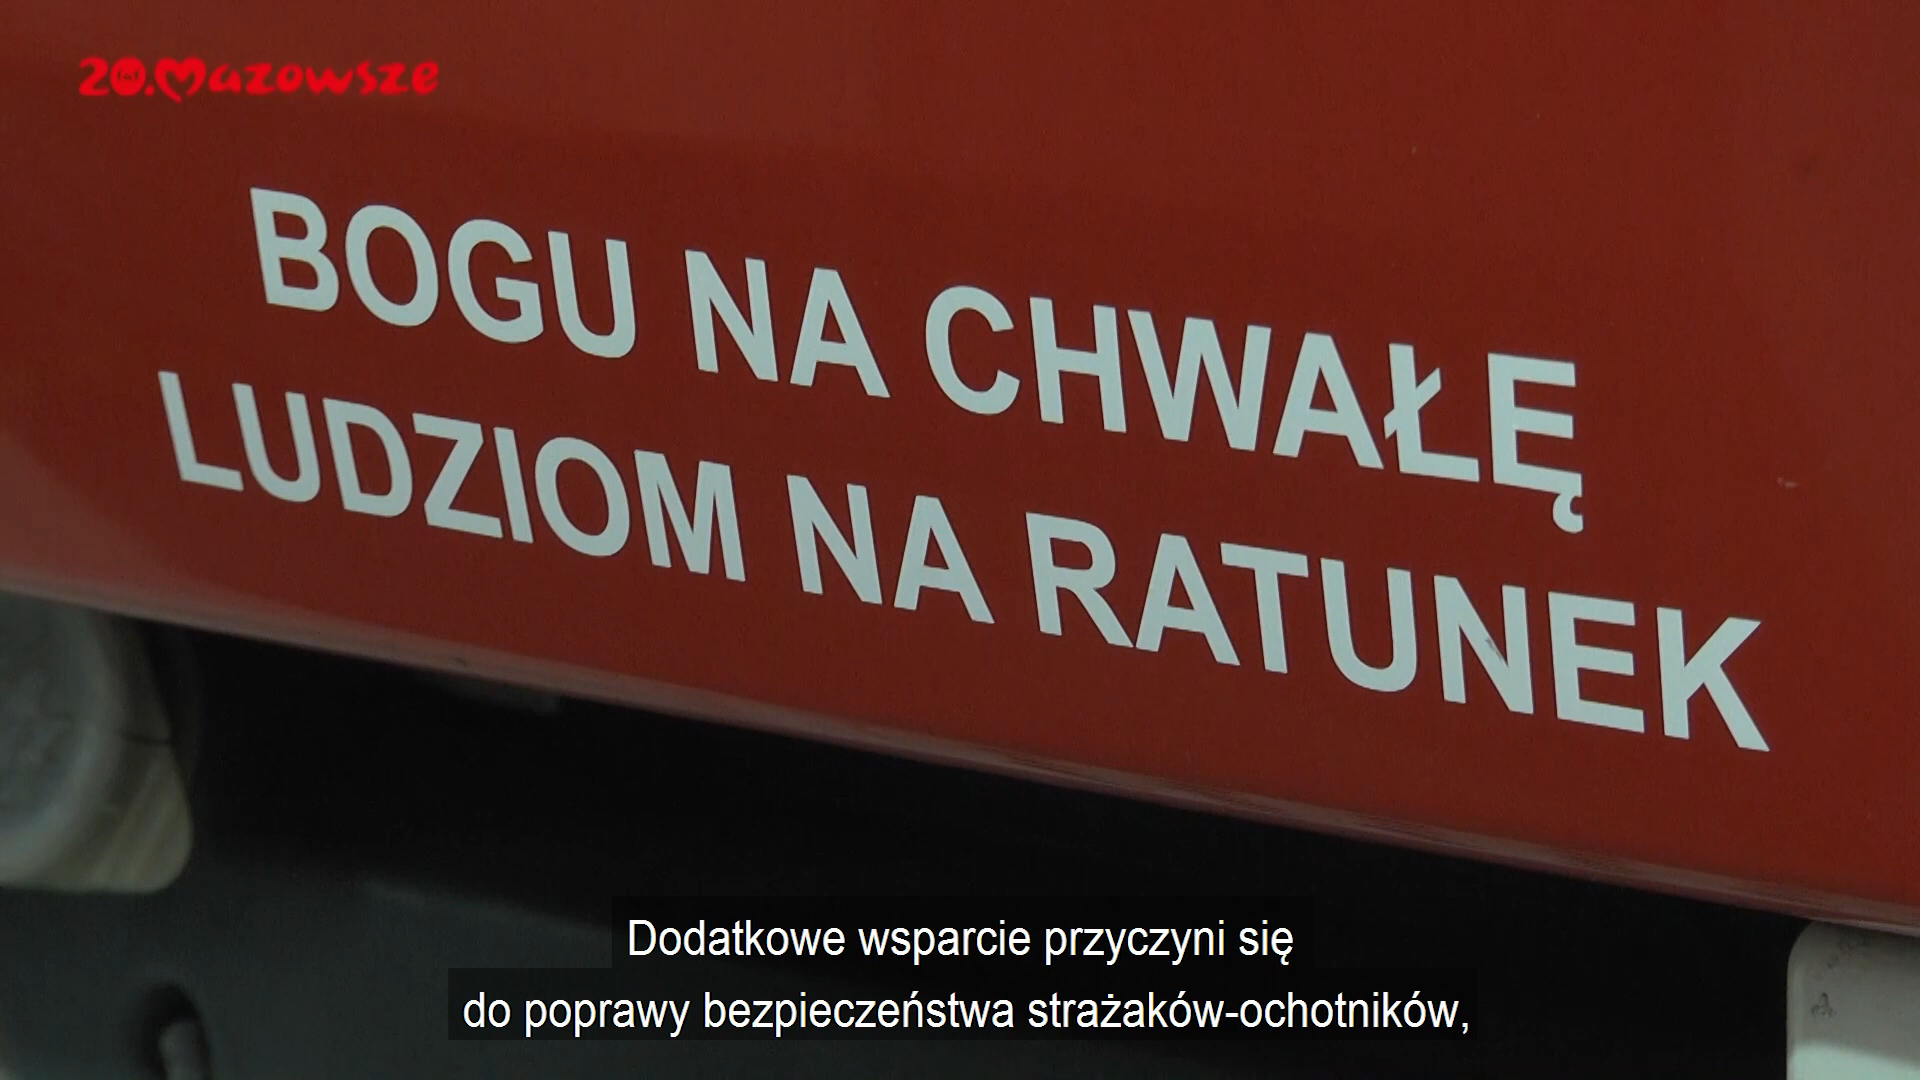 20.Mazowsze
BOGU NA CHWAŁĘ
LUDZIOM NA RATUNEK
Dodatkowe wsparcie przyczyni się
do poprawy bezpieczeństwa strażaków-ochotników,